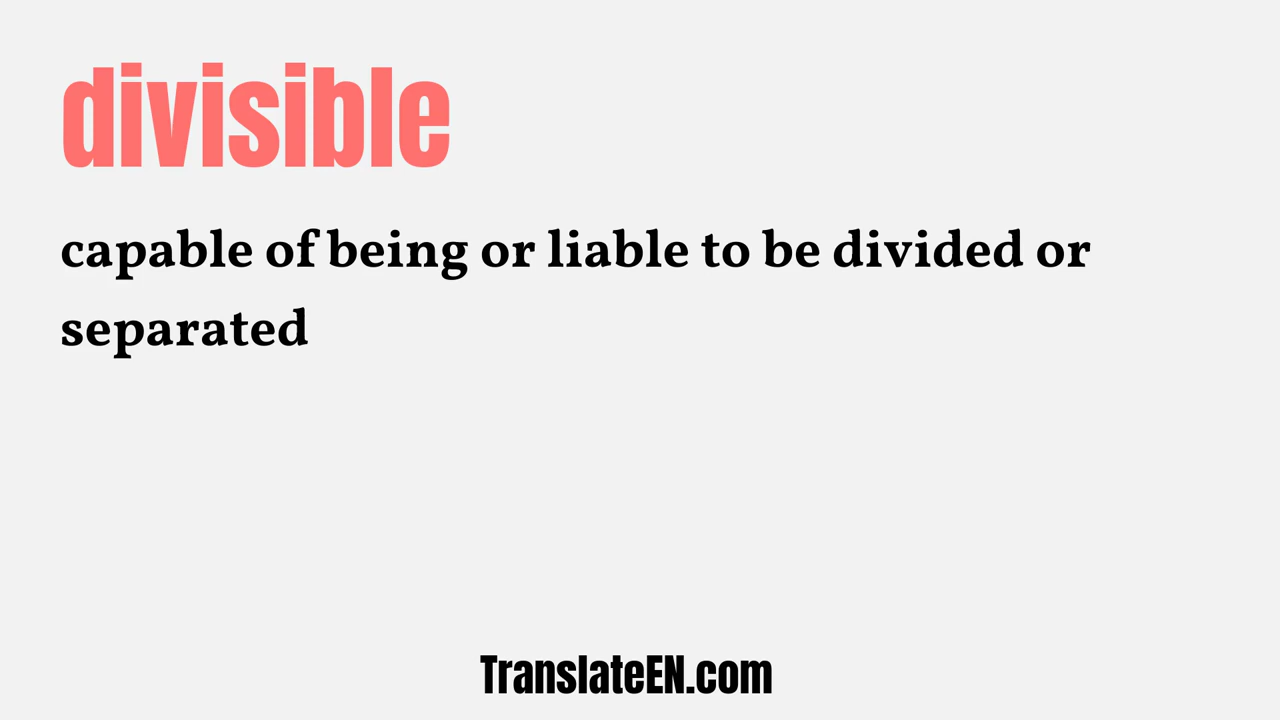 divisible
capable of being or liable to be divided or
separated
TranslateEN.com